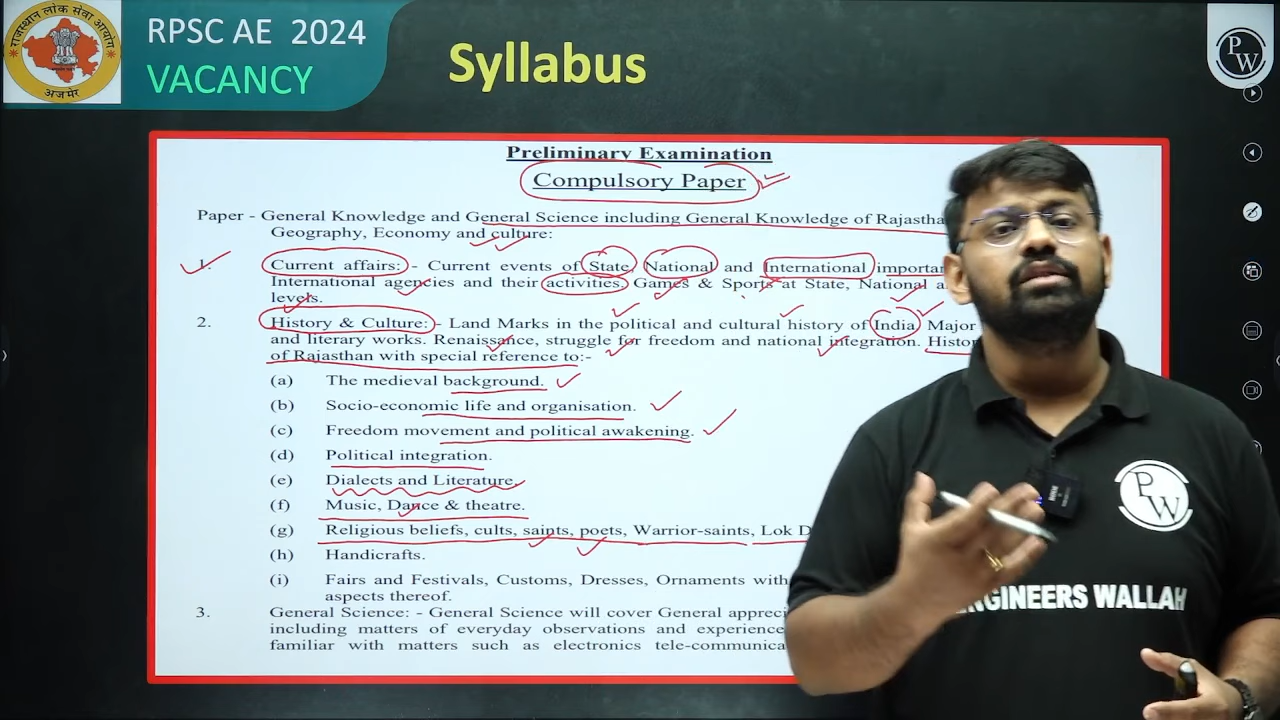 राजस्थान लोक सेवा आयोग
अजमेर
RPSC AE 2024
VACANCY
Syllabus
PW
Preliminary Examination
Compulsory Paper
Paper - General Knowledge and General Science including General Knowledge of
Geography, Economy and culture:
1. Current affairs: - Current events of State, National and International
International agencies and their activities. Games & Sports at State, National
levels.
2. History & Culture: - Land Marks in the political and cultural history of India Major
and literary works. Renaissance, struggle for freedom and national integration.
of Rajasthan with special reference to:-
(a) The medieval background.
(b) Socio-economic life and organisation.
(c) Freedom movement and political awakening.
(d) Political integration.
(e) Dialects and Literature.
(f) Music, Dance & theatre.
(g) Religious beliefs, cults, saints, poets, Warrior-saints, Lok
(h) Handicrafts.
(i) Fairs and Festivals, Customs, Dresses, Ornaments with
aspects thereof.
3. General Science: - General Science will cover General
including matters of everyday observations and
familiar with matters such as electronics
PW
ENGINEERS WALLAH